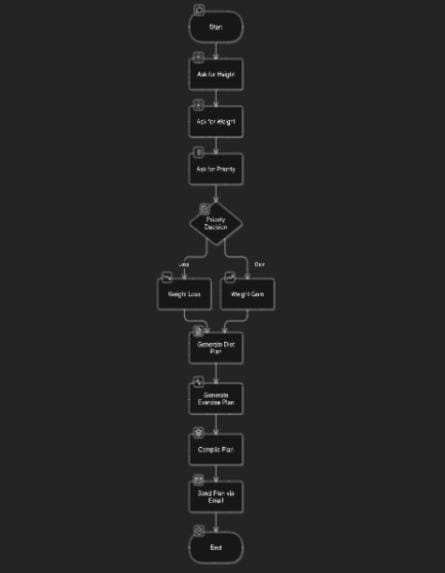 Start
Ask for Height
Ask for Weight
Ask for Priority
Priority
Decision
Loss
Gain
Weight Loss
Weight Gain
Generate Diet
Plan
Generate
Exercise Plan
Compile Plan
Send Plan via
Email
End